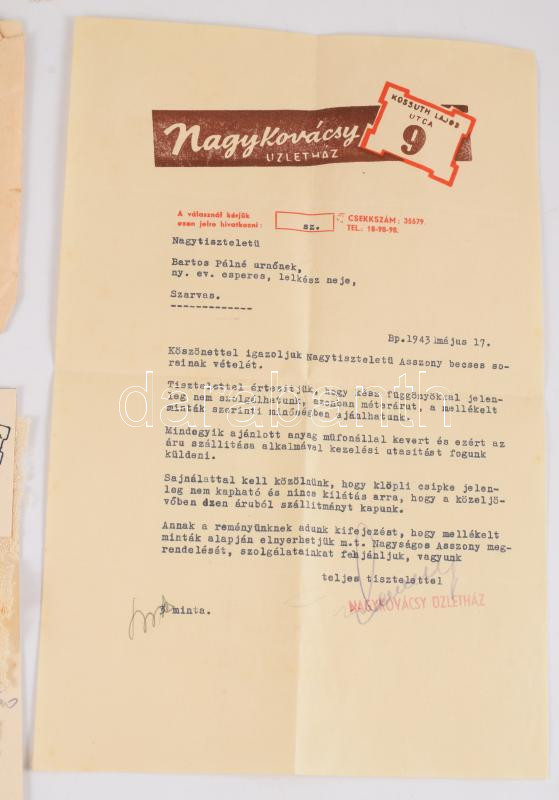 Nagykovácsy
ÜZLETHÁZ
KOSSUTH LAJOS
UTCA
9
A válasznál kérjük
ezen jelre hivatkozni:
sz.
CSEKKSZÁM: 35679.
TEL.: 18-98-98.
Nagytiszteletü
Bartos Pálné urnőnek,
ny. ev. esperes, lelkész neje,
Szarvas.
-------------
Bp.1943 május 17.
Köszönettel igazoljuk Nagytiszteletü Asszony becses so-
rainak vételét.
Tisztelettel értesitjük, hogy kész függönyökkal jelen-
leg nem szolgálhatunk, azonban méterárut, a mellékelt
minták szerinti minőségben ajánlhatunk.
Mindegyik ajánlott anyag müfonállal kevert és ezért az
áru szállitása alkalmával kezelési utasitást fogunk
küldeni.
Sajnálattal kell közölnünk, hogy klöpli csipke jelen-
leg nem kapható és nincs kilátás arra, hogy a közeljö-
vőben ezen áruból szállitmányt kapunk.
Annak a reményünknek adunk kifejezést, hogy mellékelt
minták alapján elnyerhetjük m.t. Nagyságos Asszony meg-
rendelését, szolgálatainkat felajánljuk, vagyunk
teljes tisztelettel
NAGYKOVÁCSY ÜZLETHÁZ
minta.
darabanth